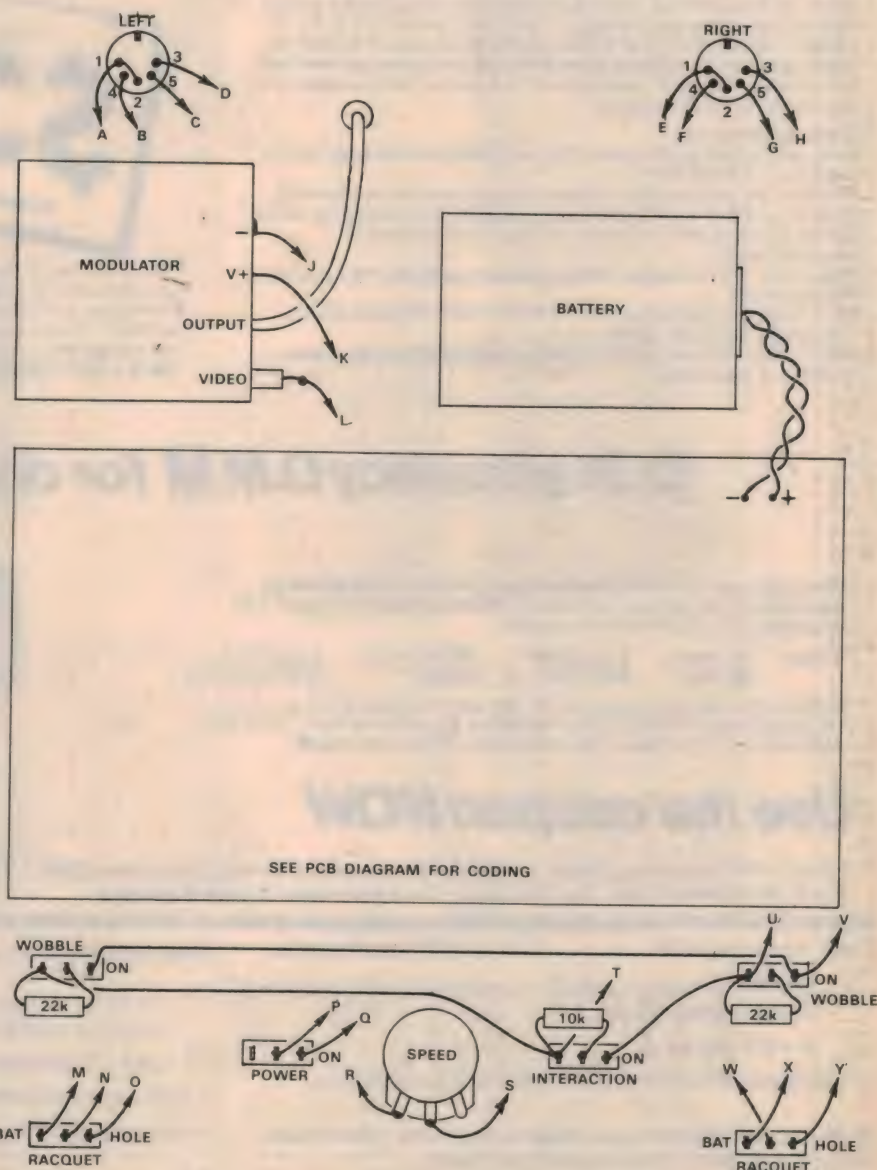 LEFT
RIGHT
1 3
4 2 5
A B C D
1 3
4 2 5
E F G H
MODULATOR
-
J
V+
K
OUTPUT
VIDEO
L
BATTERY
- +
SEE PCB DIAGRAM FOR CODING
WOBBLE
ON
22k
P
Q
ON
POWER
SPEED
R
S
T
10k
ON
INTERACTION
U V
ON
WOBBLE
22k
M N O
BAT HOLE
RACQUET
W X Y
BAT HOLE
RACQUET